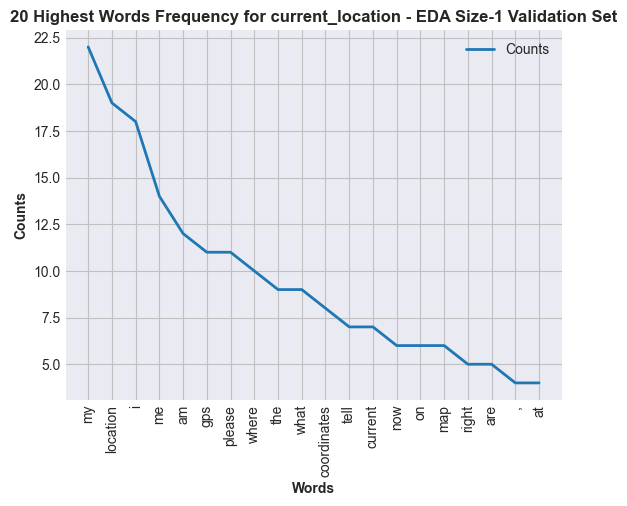 20 Highest Words Frequency for current_location - EDA Size-1 Validation Set
Counts
22.5
20.0
17.5
15.0
12.5
10.0
7.5
5.0
Counts
my
location
i
me
am
gps
please
where
the
what
coordinates
tell
current
now
on
map
right
are
,
at
Words